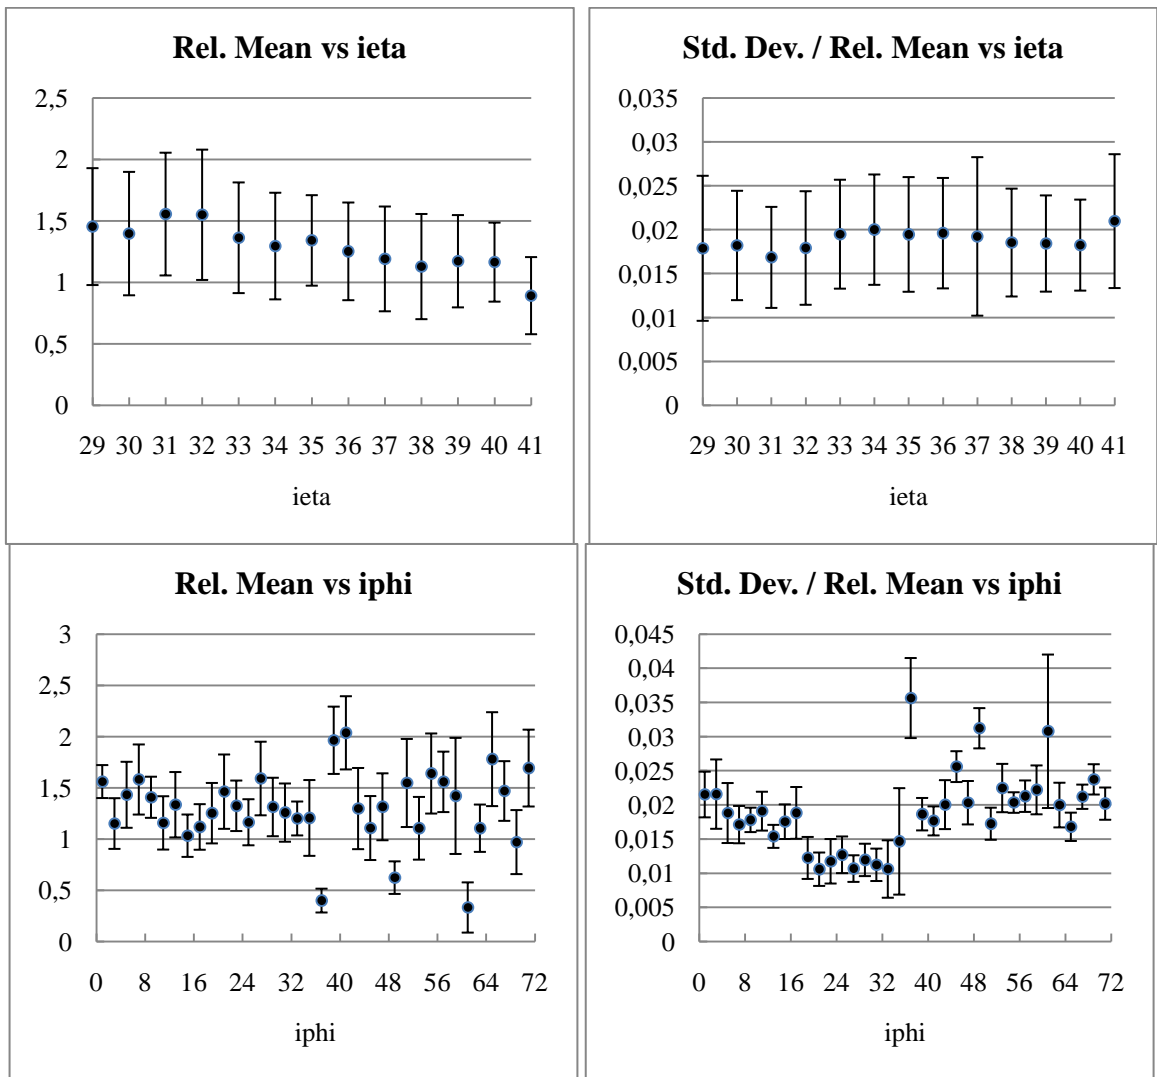 Rel. Mean vs ieta
2,5
2
1,5
1
0,5
0
29 30 31 32 33 34 35 36 37 38 39 40 41
ieta
Std. Dev. / Rel. Mean vs ieta
0,035
0,03
0,025
0,02
0,015
0,01
0,005
0
29 30 31 32 33 34 35 36 37 38 39 40 41
ieta
Rel. Mean vs iphi
3
2,5
2
1,5
1
0,5
0
0 8 16 24 32 40 48 56 64 72
iphi
Std. Dev. / Rel. Mean vs iphi
0,045
0,04
0,035
0,03
0,025
0,02
0,015
0,01
0,005
0
0 8 16 24 32 40 48 56 64 72
iphi